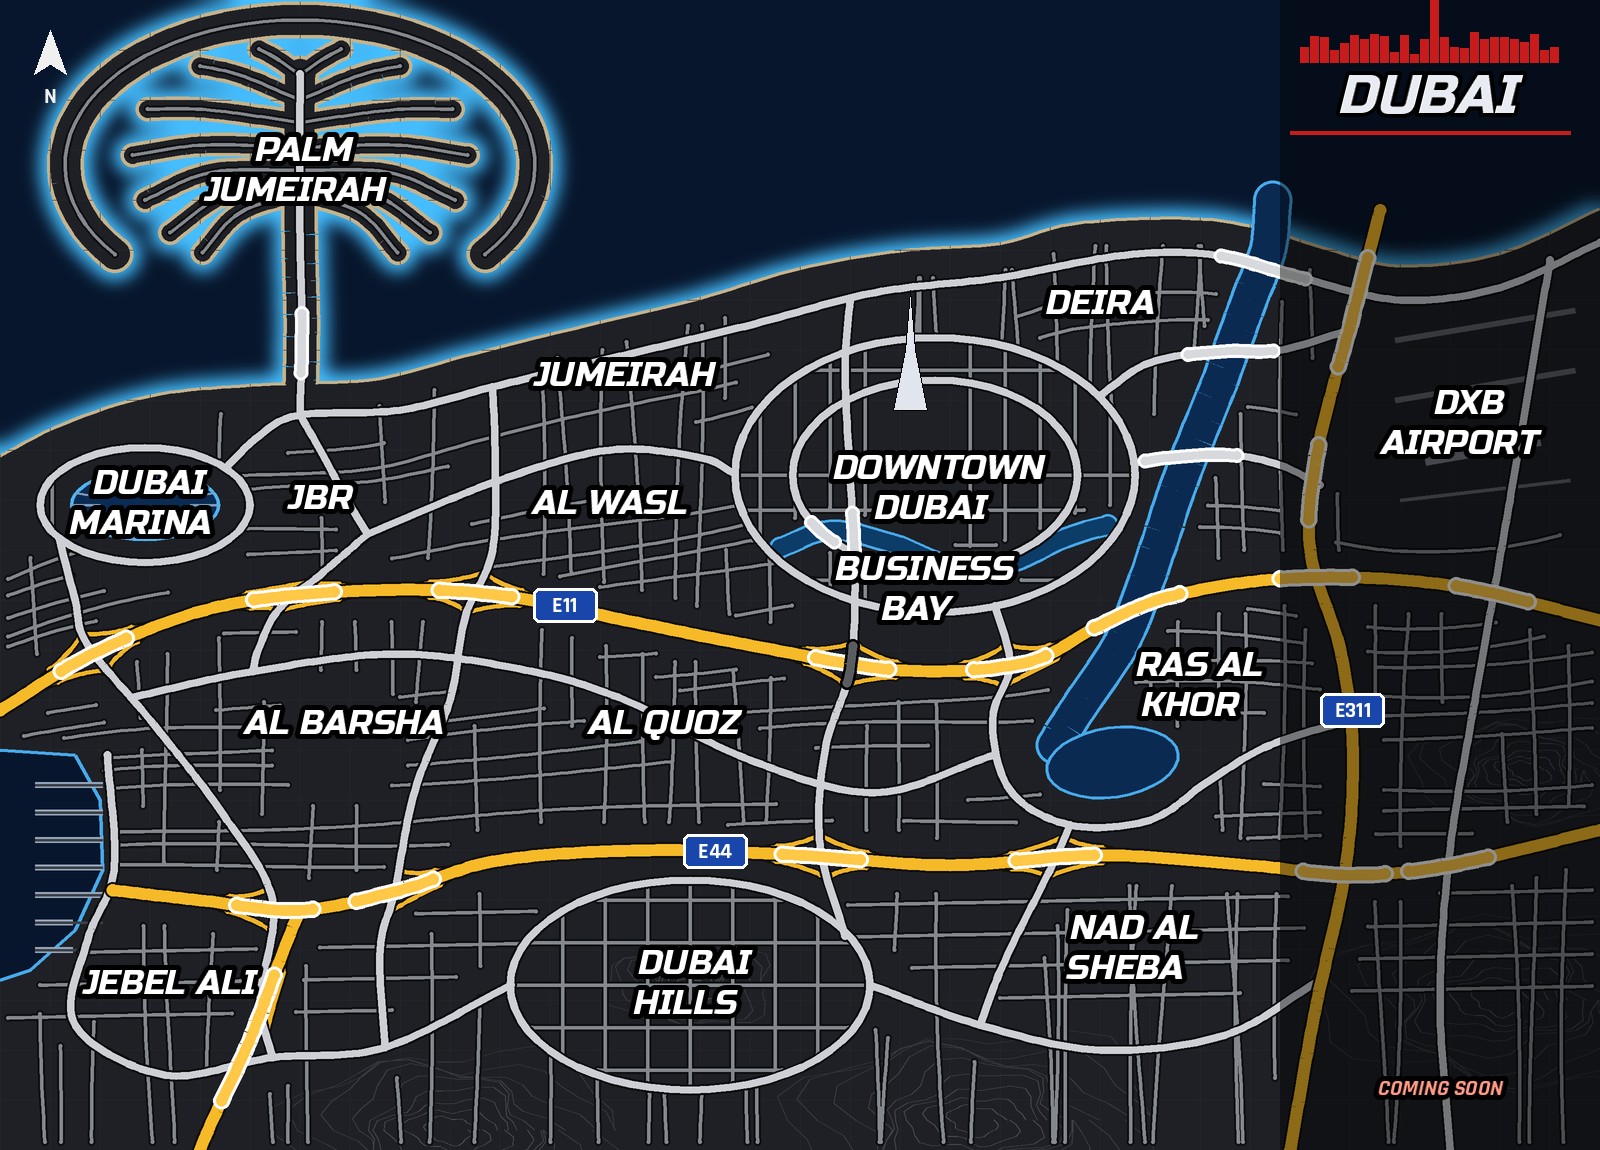 DUBAI
N
PALM
JUMEIRAH
DEIRA
JUMEIRAH
DXB
AIRPORT
DUBAI
MARINA
JBR
AL WASL
DOWNTOWN
DUBAI
BUSINESS
BAY
E11
RAS AL
KHOR
E311
AL BARSHA
AL QUOZ
E44
JEBEL ALI
DUBAI
HILLS
NAD AL
SHEBA
COMING SOON